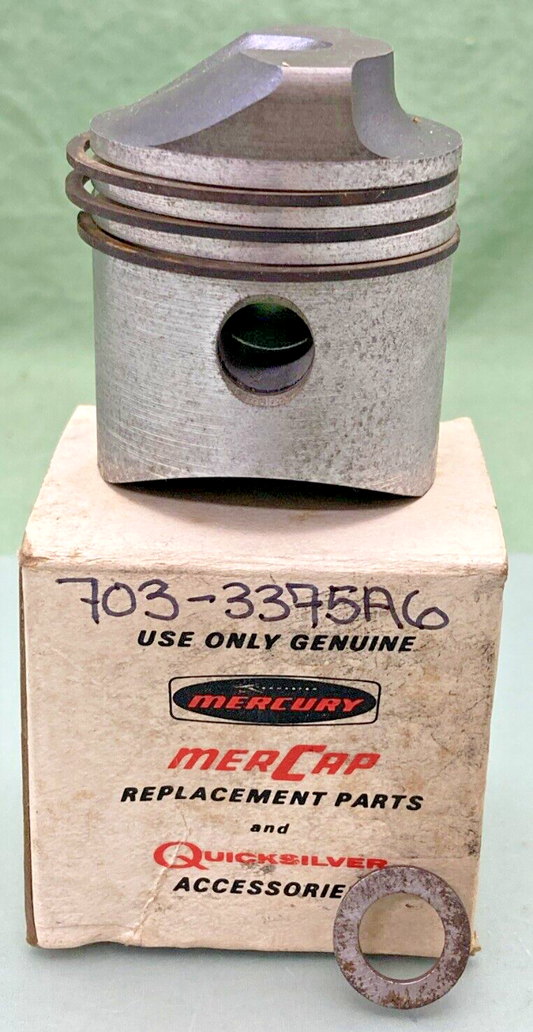 703-3375A6
USE ONLY GENUINE
MERCURY
MERCAP
REPLACEMENT PARTS
and
QUICKSILVER
ACCESSORIE